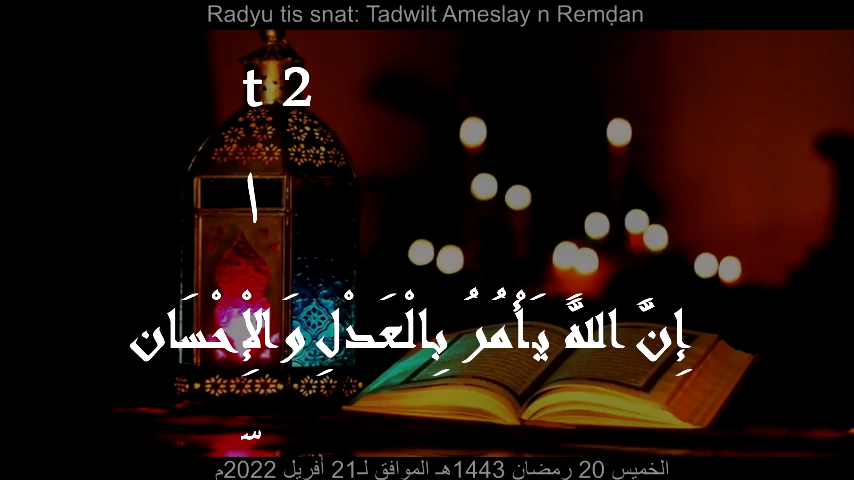 Radyu tis snat: Tadwilt Ameslay n Remḍan
t 2
ا
إِنَّ اللَّهَ يَأْمُرُ بِالْعَدْلِ وَالْإِحْسَان
الخميس 20 رمضان 1443هـ الموافق لـ21 أفريل 2022م